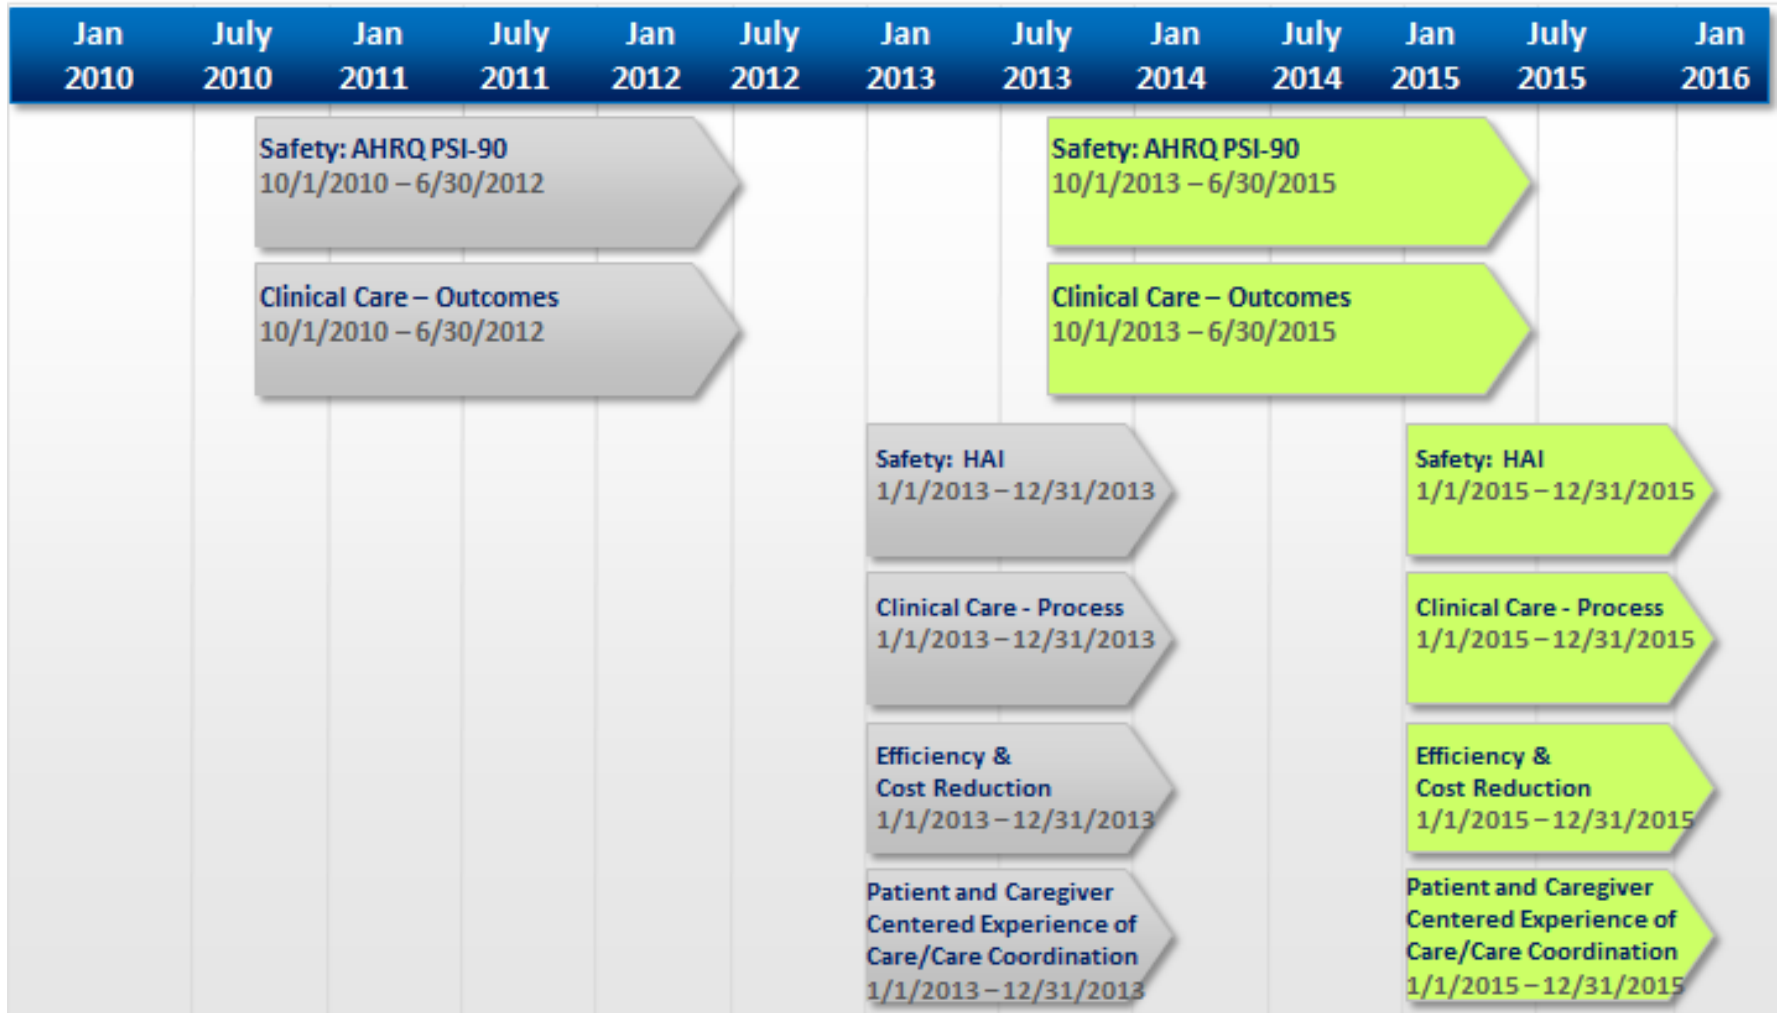 Jan July Jan July Jan July Jan July Jan July Jan July Jan
2010 2010 2011 2011 2012 2012 2013 2013 2014 2014 2015 2015 2016
Safety: AHRQ PSI-90
10/1/2010 – 6/30/2012
Safety: AHRQ PSI-90
10/1/2013 – 6/30/2015
Clinical Care – Outcomes
10/1/2010 – 6/30/2012
Clinical Care – Outcomes
10/1/2013 – 6/30/2015
Safety: HAI
1/1/2013 – 12/31/2013
Safety: HAI
1/1/2015 – 12/31/2015
Clinical Care - Process
1/1/2013 – 12/31/2013
Clinical Care - Process
1/1/2015 – 12/31/2015
Efficiency &
Cost Reduction
1/1/2013 – 12/31/2013
Efficiency &
Cost Reduction
1/1/2015 – 12/31/2015
Patient and Caregiver
Centered Experience of
Care/Care Coordination
1/1/2013 – 12/31/2013
Patient and Caregiver
Centered Experience of
Care/Care Coordination
1/1/2015 – 12/31/2015